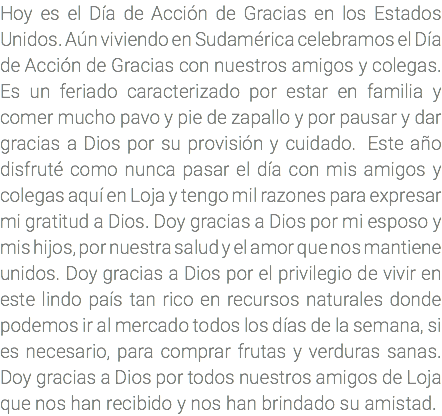 Hoy es el Día de Acción de Gracias en los Estados
Unidos. Aún viviendo en Sudamérica celebramos el Día
de Acción de Gracias con nuestros amigos y colegas.
Es un feriado caracterizado por estar en familia y
comer mucho pavo y pie de zapallo y por pausar y dar
gracias a Dios por su provisión y cuidado. Este año
disfruté como nunca pasar el día con mis amigos y
colegas aquí en Loja y tengo mil razones para expresar
mi gratitud a Dios. Doy gracias a Dios por mi esposo y
mis hijos, por nuestra salud y el amor que nos mantiene
unidos. Doy gracias a Dios por el privilegio de vivir en
este lindo país tan rico en recursos naturales donde
podemos ir al mercado todos los días de la semana, si
es necesario, para comprar frutas y verduras sanas.
Doy gracias a Dios por todos nuestros amigos de Loja
que nos han recibido y nos han brindado su amistad.